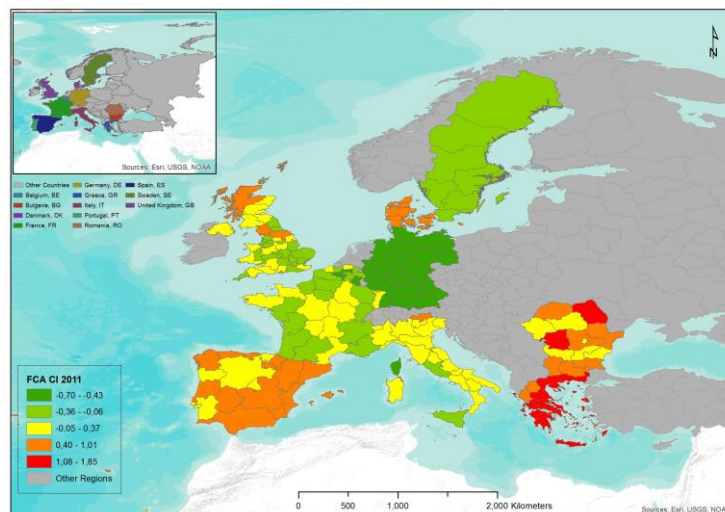 Sources: Esri, USGS, NOAA
Other Countries
Belgium, BE
Bulgaria, BG
Denmark, DK
France, FR
Germany, DE
Greece, GR
Italy, IT
Portugal, PT
Romania, RO
Spain, ES
Sweden, SE
United Kingdom, GB
FCA CI 2011
-0,70 - -0,43
-0,36 - -0,06
-0,05 - 0,37
0,40 - 1,01
1,08 - 1,85
Other Regions
0 500 1,000 2,000 Kilometers
Sources: Esri, USGS, NOAA